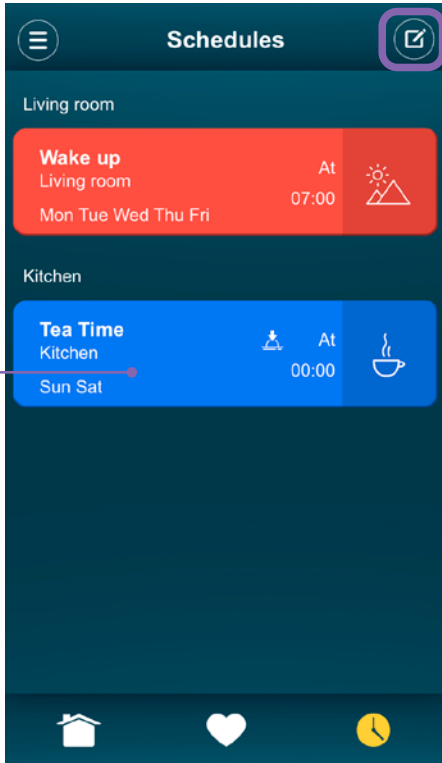 Schedules
Living room
Wake up
Living room
Mon Tue Wed Thu Fri
At
07:00
Kitchen
Tea Time
Kitchen
Sun Sat
At
00:00